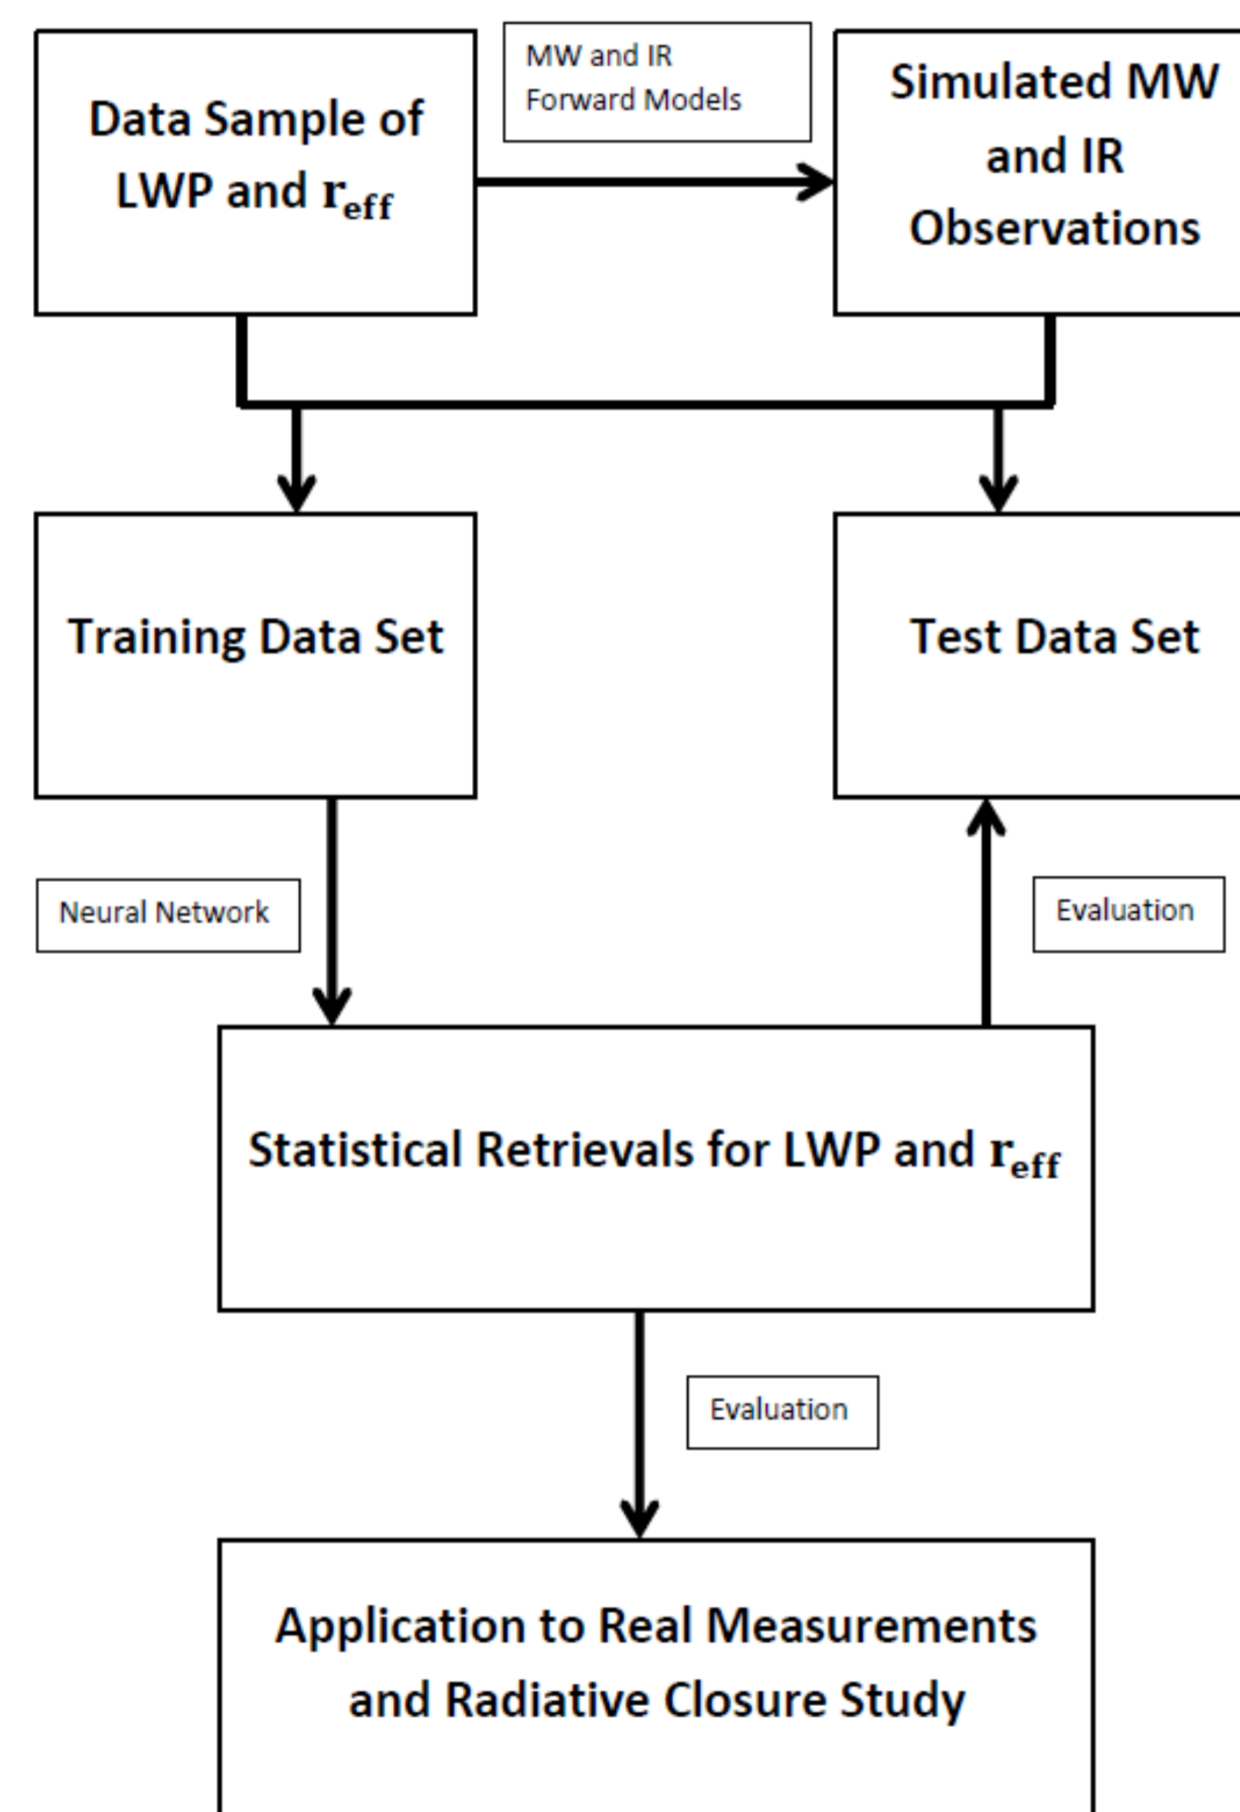 Data Sample of
LWP and r_eff
MW and IR
Forward Models
Simulated MW
and IR
Observations
Training Data Set
Test Data Set
Neural Network
Evaluation
Statistical Retrievals for LWP and r_eff
Evaluation
Application to Real Measurements
and Radiative Closure Study